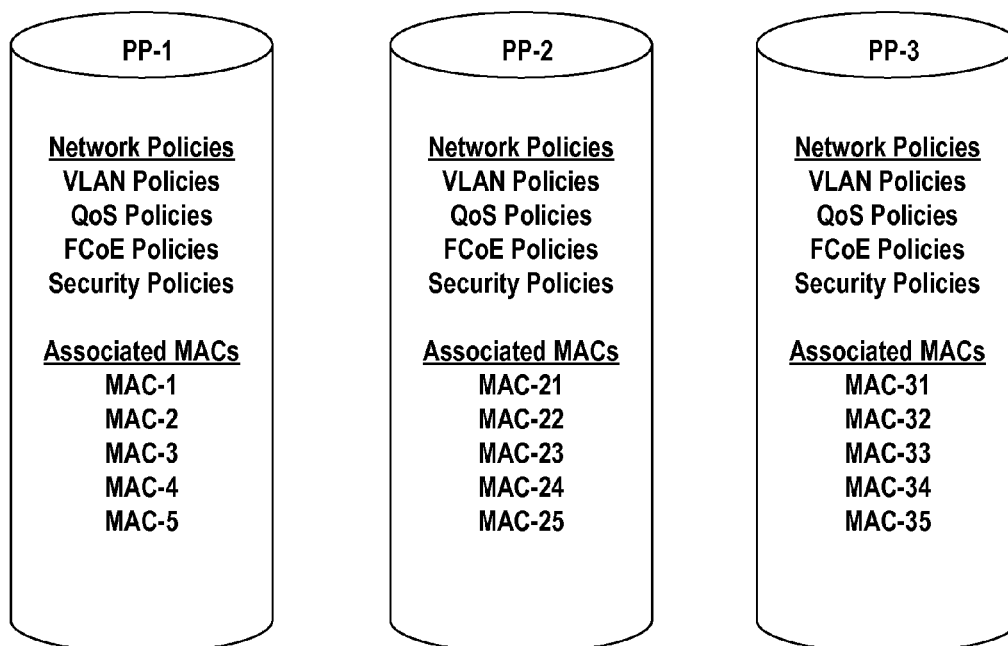 PP-1
Network Policies
VLAN Policies
QoS Policies
FCoE Policies
Security Policies
Associated MACs
MAC-1
MAC-2
MAC-3
MAC-4
MAC-5
PP-2
Network Policies
VLAN Policies
QoS Policies
FCoE Policies
Security Policies
Associated MACs
MAC-21
MAC-22
MAC-23
MAC-24
MAC-25
PP-3
Network Policies
VLAN Policies
QoS Policies
FCoE Policies
Security Policies
Associated MACs
MAC-31
MAC-32
MAC-33
MAC-34
MAC-35